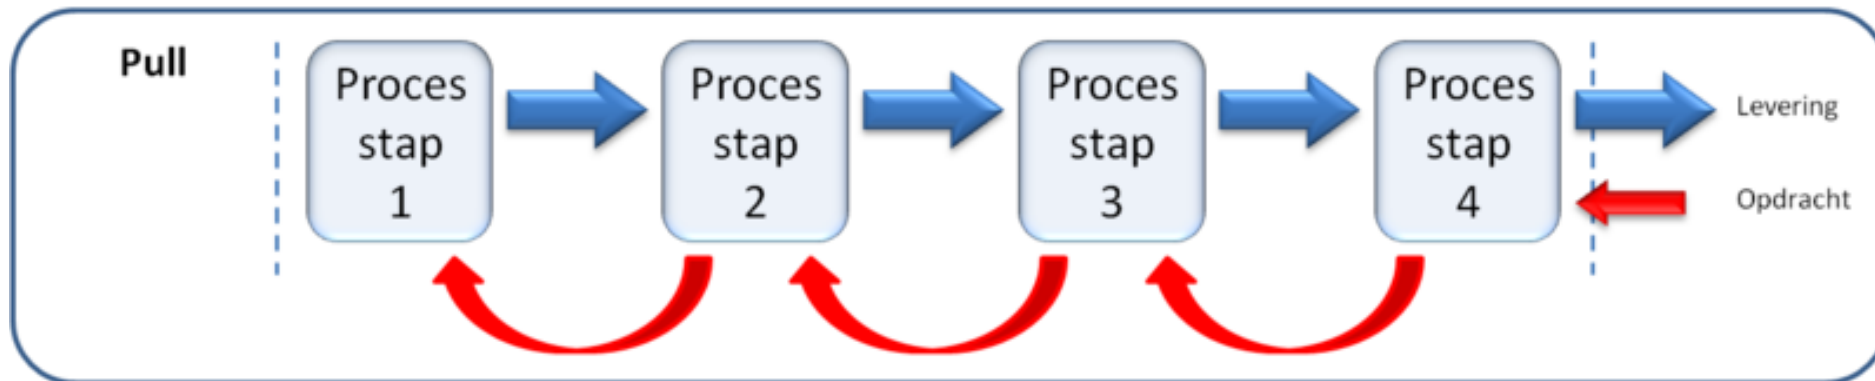 Pull
Proces
stap
1
Proces
stap
2
Proces
stap
3
Proces
stap
4
Levering
Opdracht